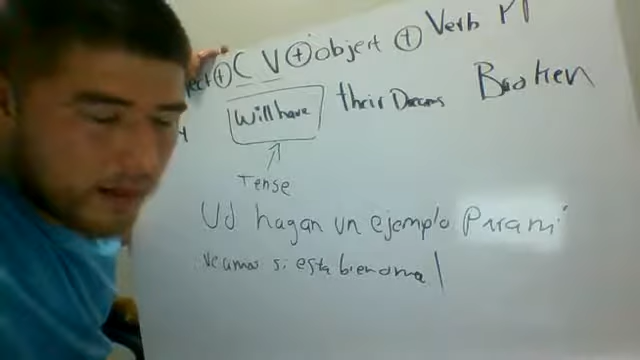 ect + C V + object + Verb PP
Will have their Dreams Broken
Tense
Ud hagan un ejemplo Para mi
veamos si esta bien o mal